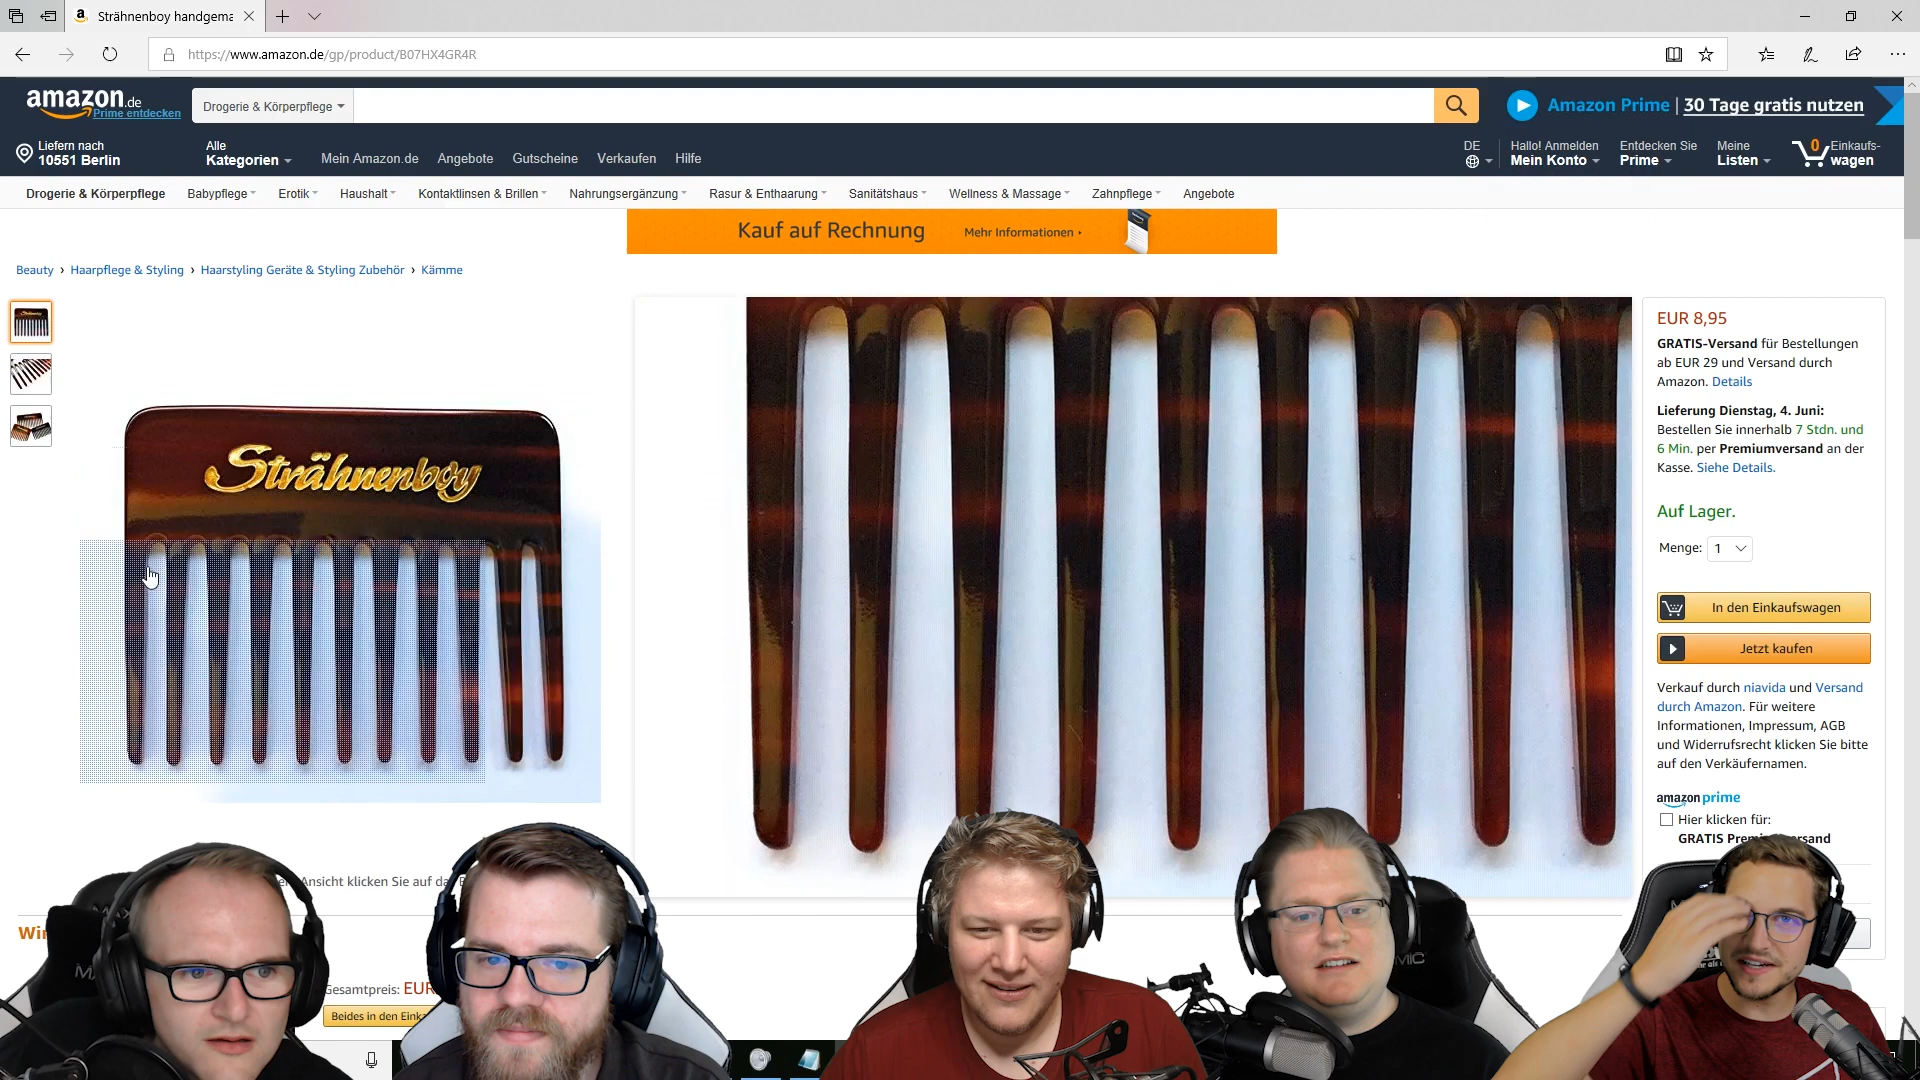 Strähnenboy handgema
https://www.amazon.de/gp/product/B07HX4GR4R
amazon.de
Prime entdecken
Drogerie & Körperpflege
Amazon Prime | 30 Tage gratis nutzen
Liefern nach
10551 Berlin
Alle
Kategorien
Mein Amazon.de Angebote Gutscheine Verkaufen Hilfe
DE
Hallo! Anmelden
Mein Konto
Entdecken Sie
Prime
Meine
Listen
0
Einkaufs-
wagen
Drogerie & Körperpflege Babypflege Erotik Haushalt Kontaktlinsen & Brillen Nahrungsergänzung Rasur & Enthaarung Sanitätshaus Wellness & Massage Zahnpflege Angebote
Kauf auf Rechnung Mehr Informationen ›
Beauty › Haarpflege & Styling › Haarstyling Geräte & Styling Zubehör › Kämme
Strähnenboy
EUR 8,95
GRATIS-Versand für Bestellungen
ab EUR 29 und Versand durch
Amazon. Details
Lieferung Dienstag, 4. Juni:
Bestellen Sie innerhalb 7 Stdn. und
6 Min. per Premiumversand an der
Kasse. Siehe Details.
Auf Lager.
Menge: 1
In den Einkaufswagen
Jetzt kaufen
Verkauf durch niavida und Versand
durch Amazon. Für weitere
Informationen, Impressum, AGB
und Widerrufsrecht klicken Sie bitte
auf den Verkäufernamen.
amazon prime
Hier klicken für:
GRATIS
Ansicht klicken Sie auf
Gesamtpreis: EUR
Beides in den